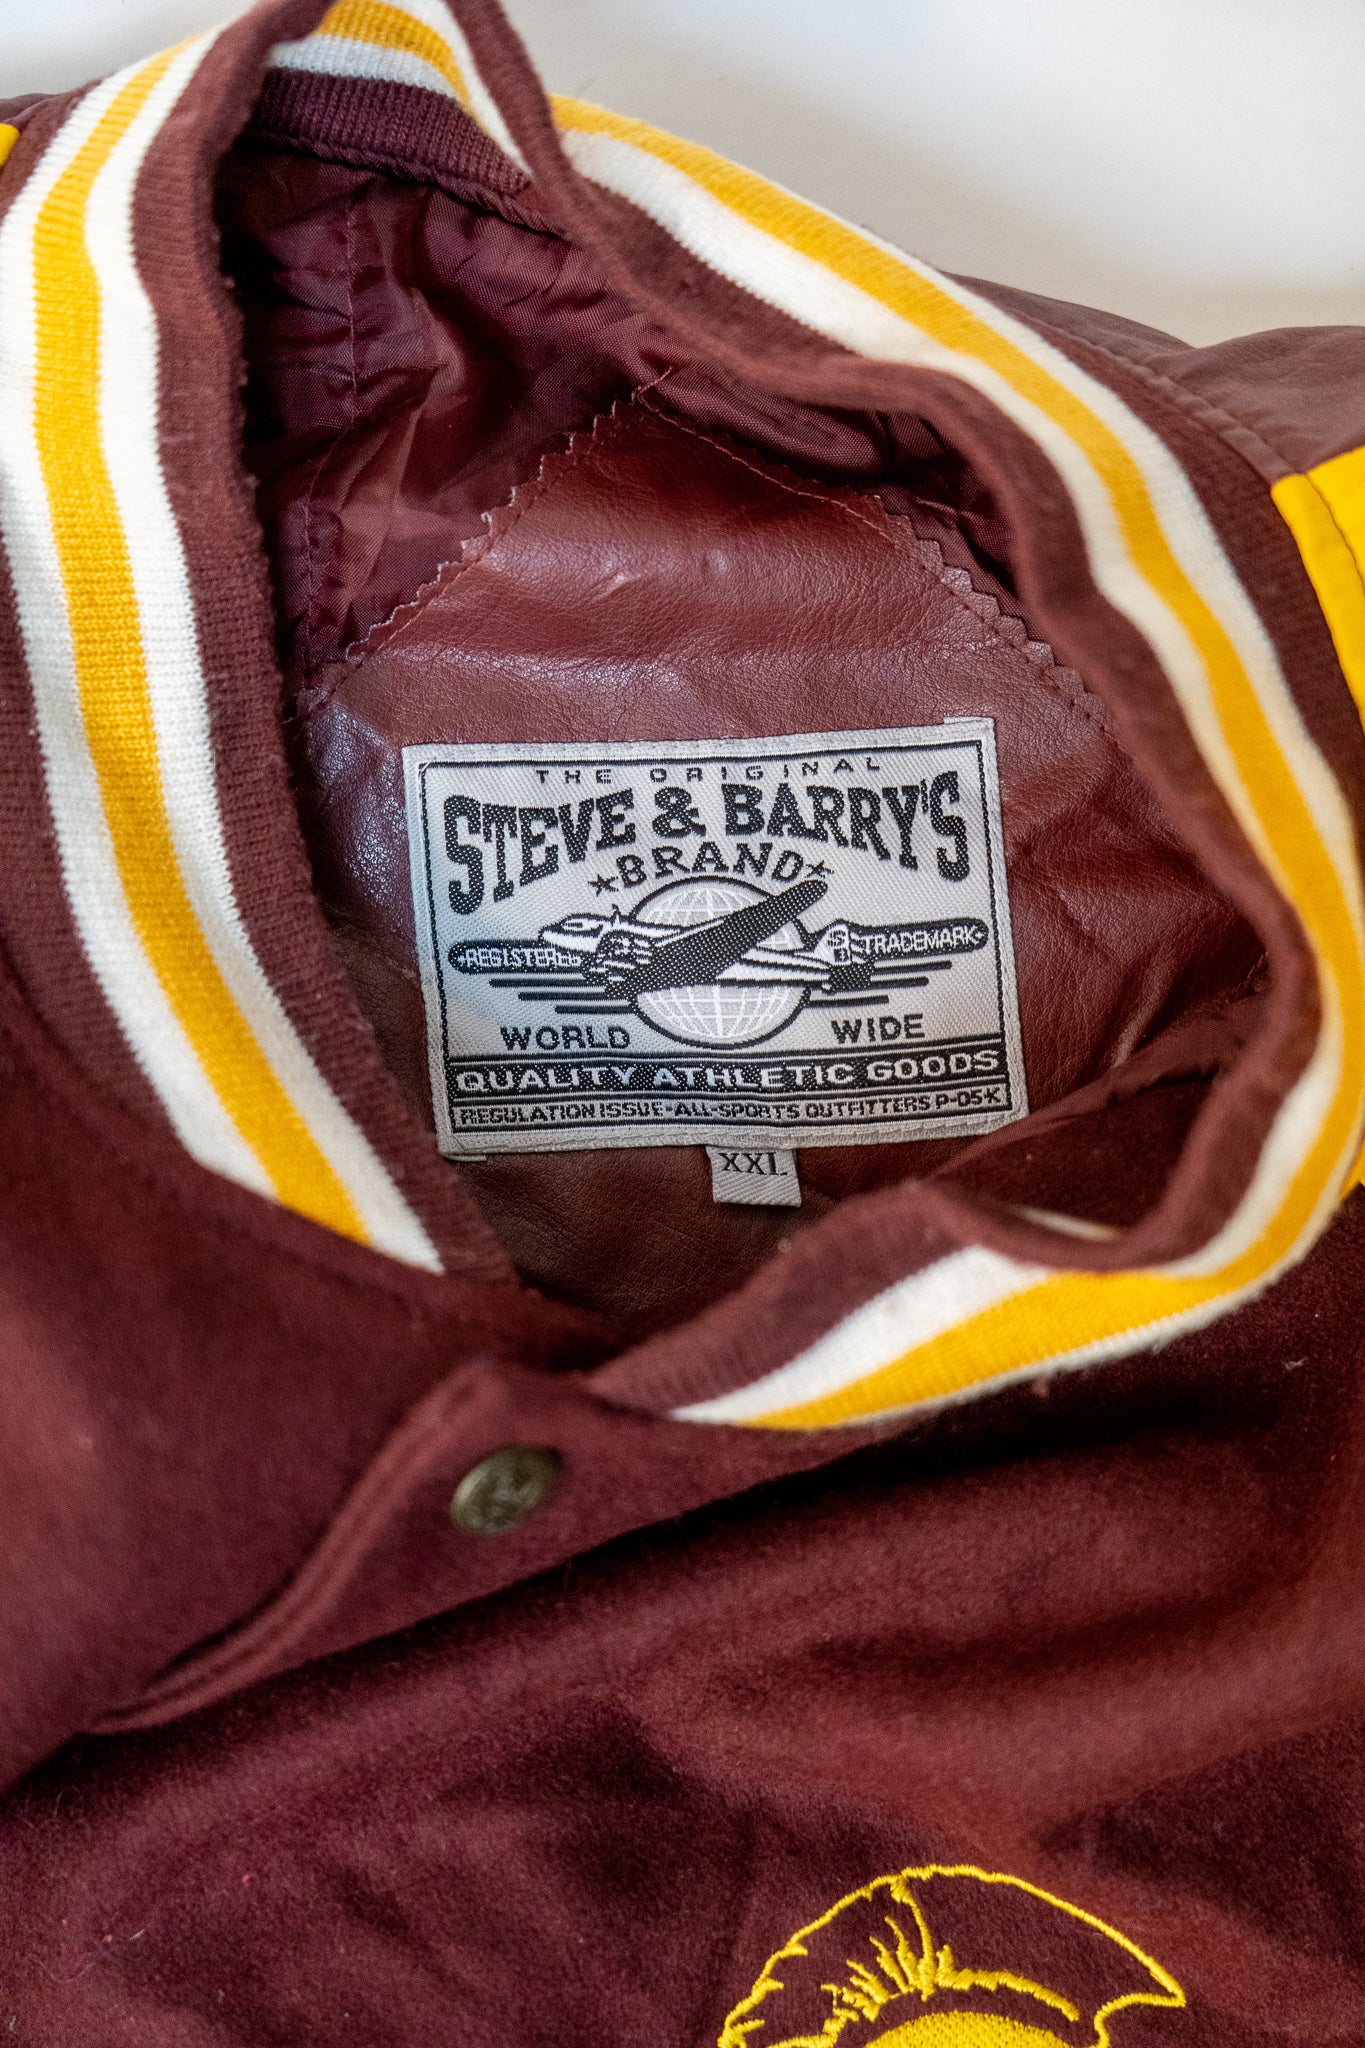 THE ORIGINAL
STEVE & BARRY'S
★BRAND★
REGISTERED TRADEMARK
WORLD WIDE
QUALITY ATHLETIC GOODS
REGULATION ISSUE-ALL-SPORTS OUTFITTERS P-05-K
XXL